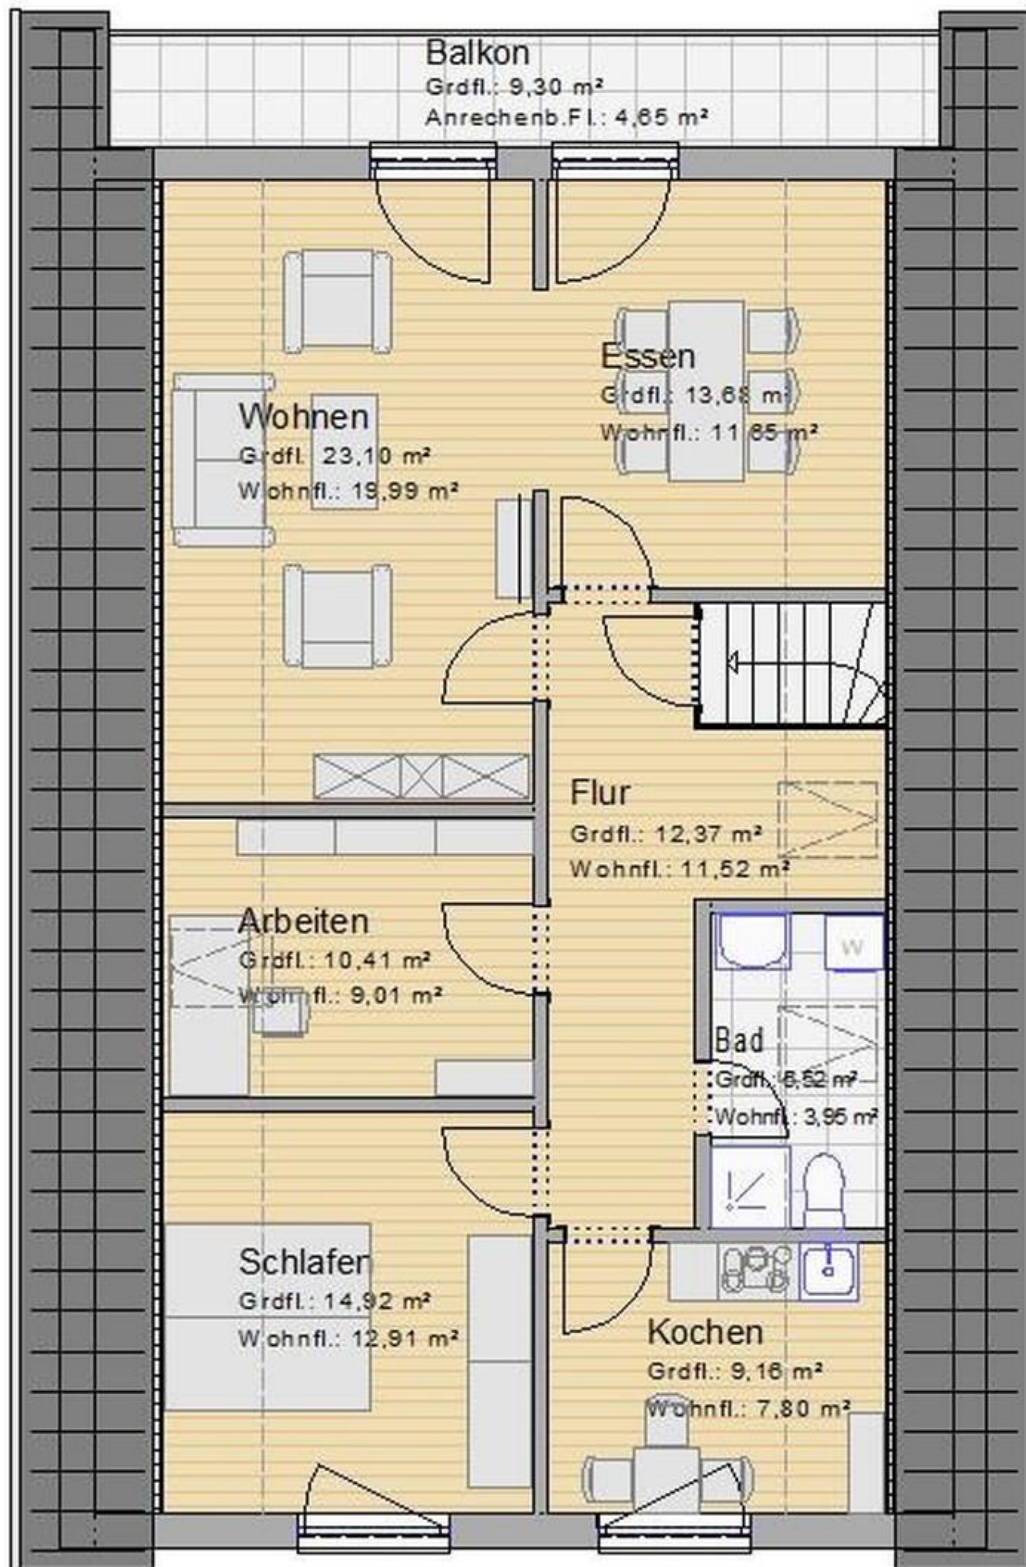 Balkon
Grdfl.: 9,30 m²
Anrechenb.Fl.: 4,65 m²
Essen
Grdfl.: 13,68 m²
Wohnfl.: 11,65 m²
Wohnen
Grdfl. 23,10 m²
Wohnfl.: 19,99 m²
Flur
Grdfl.: 12,37 m²
Wohnfl.: 11,52 m²
Arbeiten
Grdfl.: 10,41 m²
Wohnfl.: 9,01 m²
W
Bad
Grdfl.: m²
Wohnfl.: 3,95 m²
Schlafen
Grdfl.: 14,92 m²
Wohnfl.: 12,91 m²
Kochen
Grdfl.: 9,16 m²
Wohnfl.: 7,80 m²